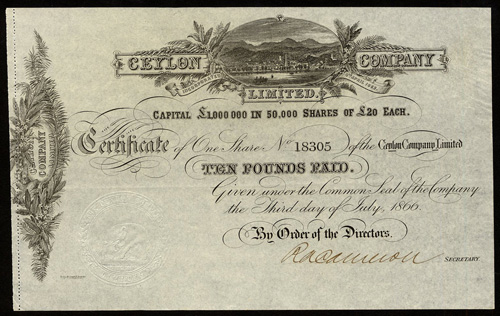 CEYLON COMPANY
LIMITED.
CAPITAL £1,000,000 IN 50,000 SHARES OF £20 EACH.
Certificate of One Share No 18305 of the Ceylon Company Limited
TEN POUNDS PAID.
Given under the Common Seal of the Company
the Third day of July, 1866.
By Order of the Directors.
SECRETARY.
COMPANY